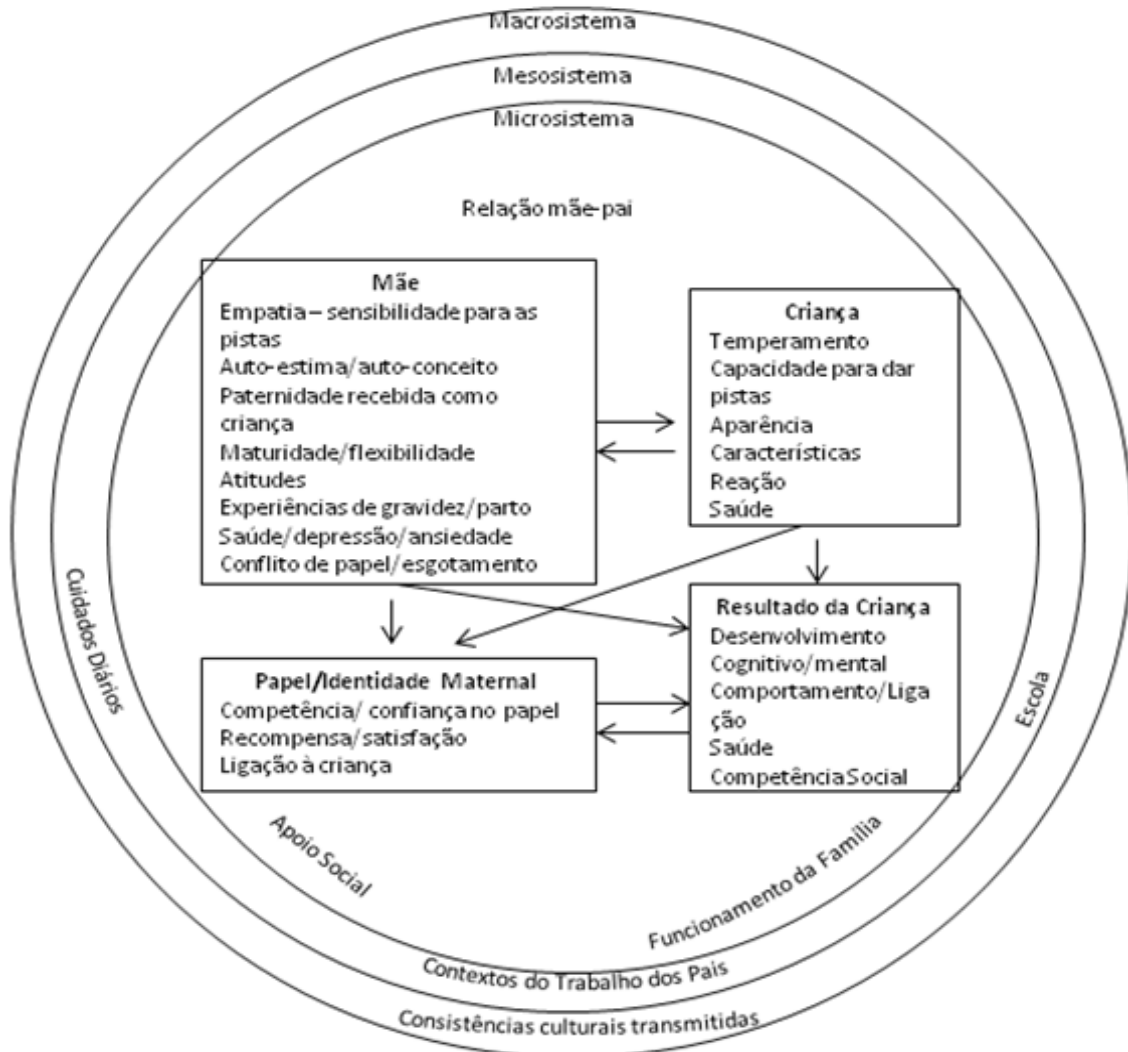 Macrosistema
Mesosistema
Microsistema
Relação mãe-pai
Mãe
Empatia – sensibilidade para as
pistas
Auto-estima/auto-conceito
Paternidade recebida como
criança
Maturidade/flexibilidade
Atitudes
Experiências de gravidez/parto
Saúde/depressão/ansiedade
Conflito de papel/esgotamento
Criança
Temperamento
Capacidade para dar
pistas
Aparência
Características
Reação
Saúde
Papel/Identidade Maternal
Competência/ confiança no papel
Recompensa/satisfação
Ligação à criança
Resultado da Criança
Desenvolvimento
Cognitivo/mental
Comportamento/Liga
ção
Saúde
Competência Social
Cuidados Diários
Escola
Apoio Social
Funcionamento da Família
Contextos do Trabalho dos Pais
Consistências culturais transmitidas